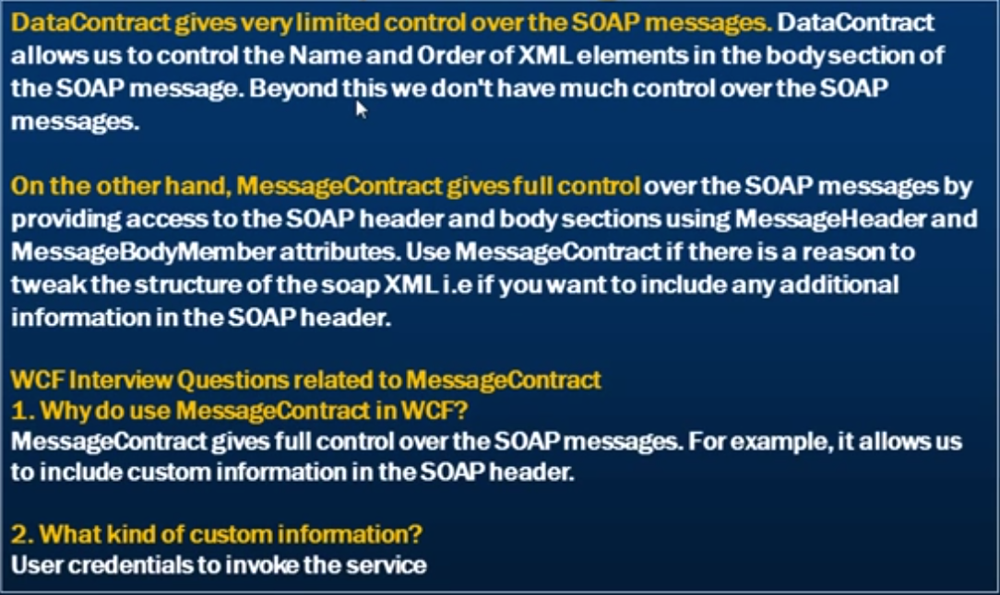 DataContract gives very limited control over the SOAP messages. DataContract
allows us to control the Name and Order of XML elements in the body section of
the SOAP message. Beyond this we don't have much control over the SOAP
messages.
On the other hand, MessageContract gives full control over the SOAP messages by
providing access to the SOAP header and body sections using MessageHeader and
MessageBodyMember attributes. Use MessageContract if there is a reason to
tweak the structure of the soap XML i.e if you want to include any additional
information in the SOAP header.
WCF Interview Questions related to MessageContract
1. Why do use MessageContract in WCF?
MessageContract gives full control over the SOAP messages. For example, it allows us
to include custom information in the SOAP header.
2. What kind of custom information?
User credentials to invoke the service